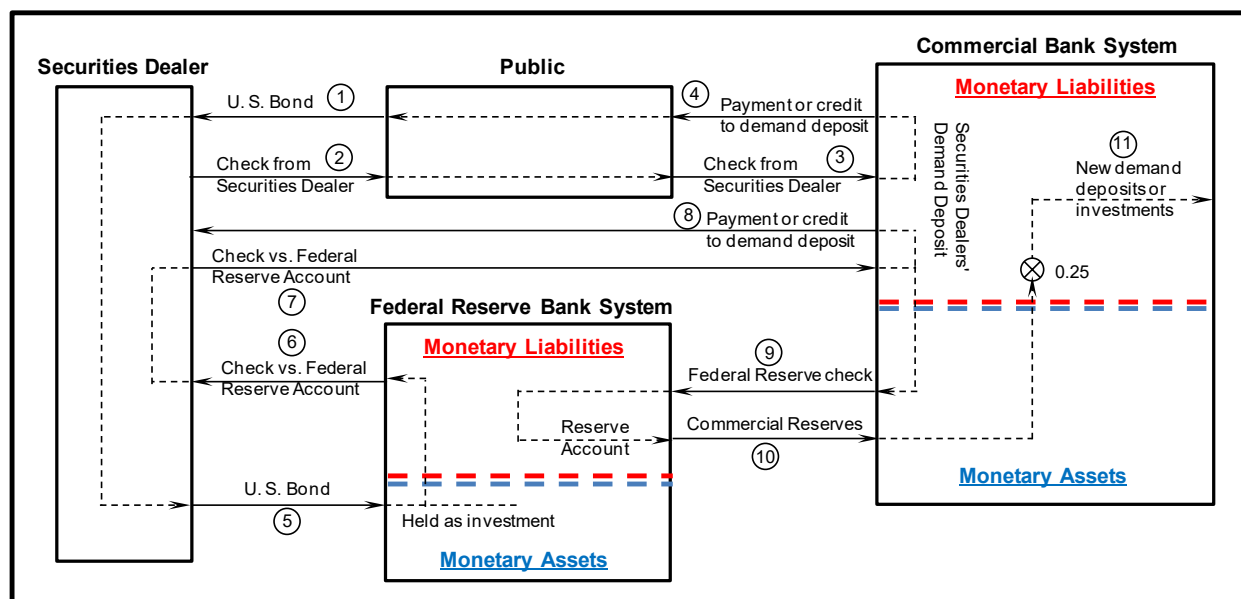 Commercial Bank System
Securities Dealer
Public
Monetary Liabilities
U. S. Bond
1
4
Payment or credit
to demand deposit
Securities Dealers'
Demand Deposit
11
New demand
deposits or
investments
Check from
Securities Dealer
2
Check from
Securities Dealer
3
8
Payment or credit
to demand deposit
Check vs. Federal
Reserve Account
7
0.25
Federal Reserve Bank System
6
Monetary Liabilities
9
Check vs. Federal
Reserve Account
Federal Reserve check
Reserve
Account
Commercial Reserves
10
Monetary Assets
U. S. Bond
5
Held as investment
Monetary Assets